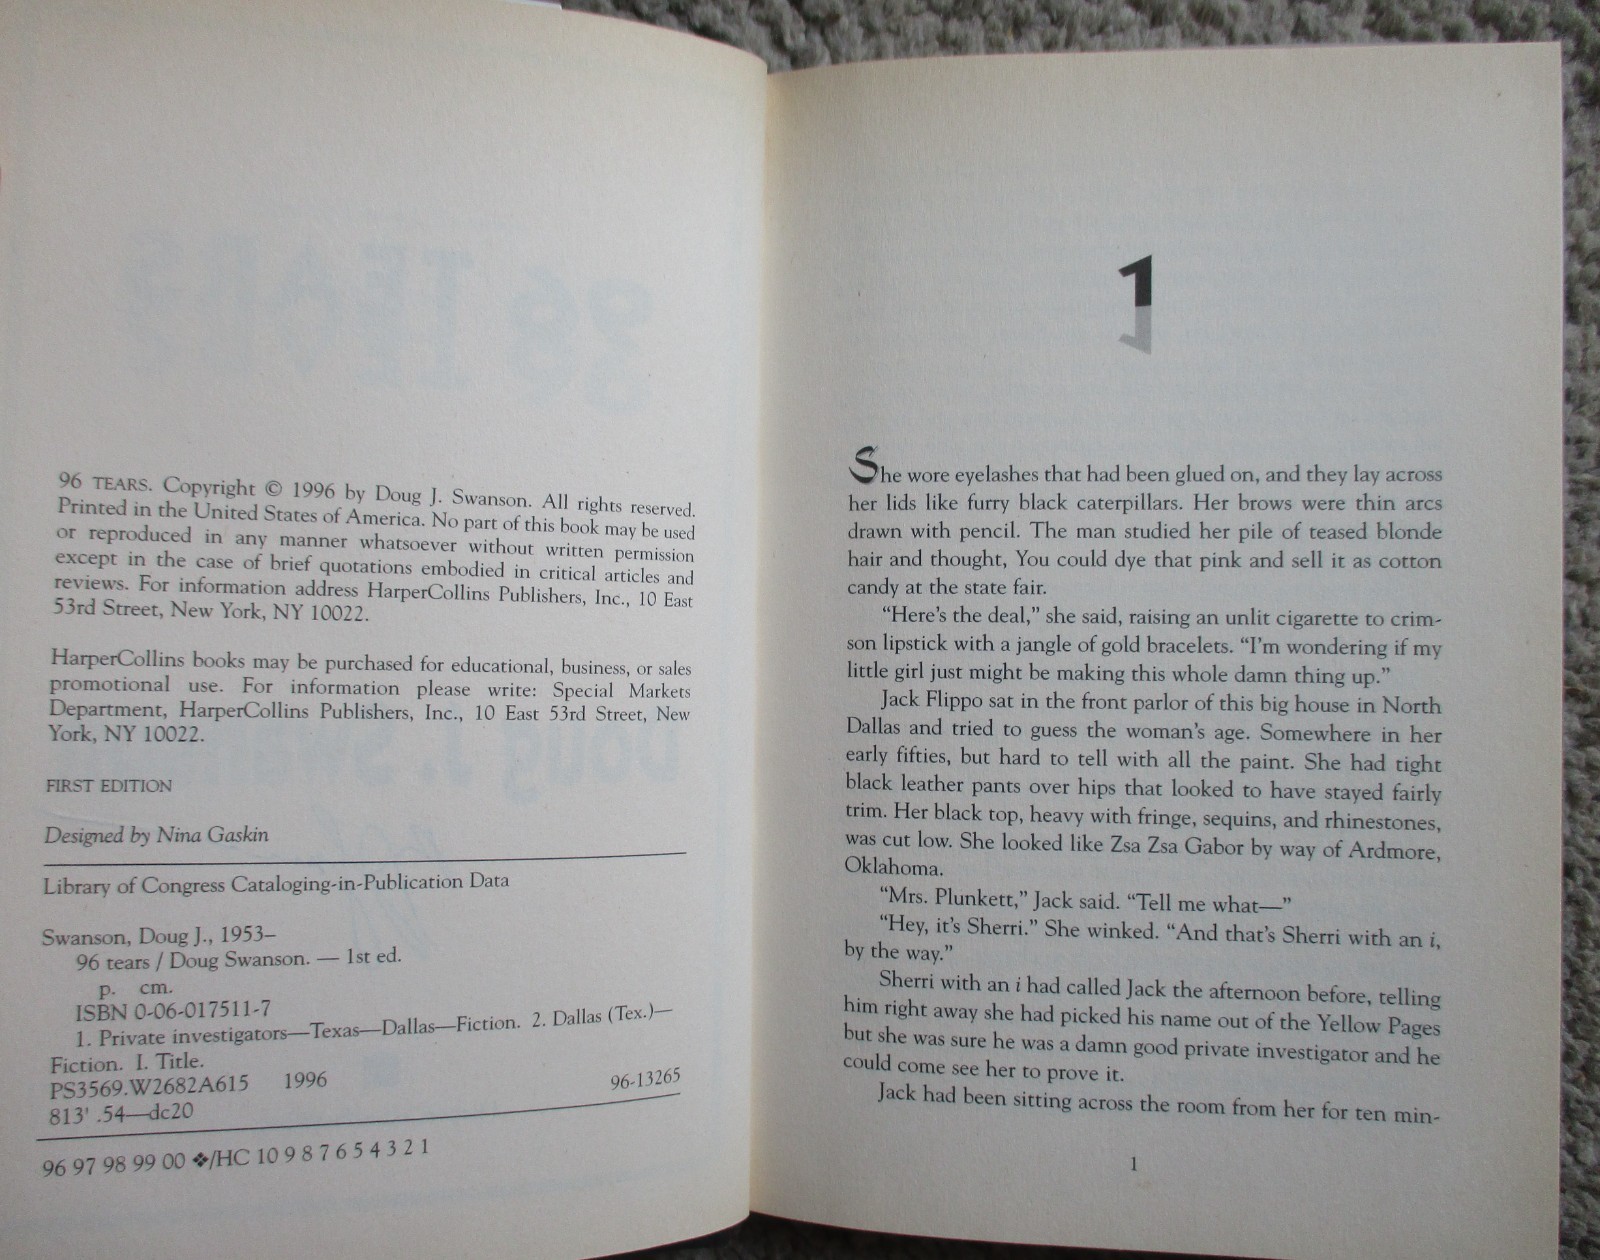 96 TEARS. Copyright © 1996 by Doug J. Swanson. All rights reserved.
Printed in the United States of America. No part of this book may be used
or reproduced in any manner whatsoever without written permission
except in the case of brief quotations embodied in critical articles and
reviews. For information address HarperCollins Publishers, Inc., 10 East
53rd Street, New York, NY 10022.
HarperCollins books may be purchased for educational, business, or sales
promotional use. For information please write: Special Markets
Department, HarperCollins Publishers, Inc., 10 East 53rd Street, New
York, NY 10022.
FIRST EDITION
Designed by Nina Gaskin
Library of Congress Cataloging-in-Publication Data
Swanson, Doug J., 1953–
96 tears / Doug Swanson. — 1st ed.
p. cm.
ISBN 0-06-017511-7
1. Private investigators—Texas—Dallas—Fiction. 2. Dallas (Tex.)—
Fiction. I. Title.
PS3569.W2682A615 1996
813' .54—dc20 96-13265
96 97 98 99 00 ❖/HC 10 9 8 7 6 5 4 3 2 1
1
She wore eyelashes that had been glued on, and they lay across
her lids like furry black caterpillars. Her brows were thin arcs
drawn with pencil. The man studied her pile of teased blonde
hair and thought, You could dye that pink and sell it as cotton
candy at the state fair.
“Here’s the deal,” she said, raising an unlit cigarette to crim-
son lipstick with a jangle of gold bracelets. “I’m wondering if my
little girl just might be making this whole damn thing up.”
Jack Flippo sat in the front parlor of this big house in North
Dallas and tried to guess the woman’s age. Somewhere in her
early fifties, but hard to tell with all the paint. She had tight
black leather pants over hips that looked to have stayed fairly
trim. Her black top, heavy with fringe, sequins, and rhinestones,
was cut low. She looked like Zsa Zsa Gabor by way of Ardmore,
Oklahoma.
“Mrs. Plunkett,” Jack said. “Tell me what—”
“Hey, it’s Sherri.” She winked. “And that’s Sherri with an i,
by the way.”
Sherri with an i had called Jack the afternoon before, telling
him right away she had picked his name out of the Yellow Pages
but she was sure he was a damn good private investigator and he
could come see her to prove it.
Jack had been sitting across the room from her for ten min-
1